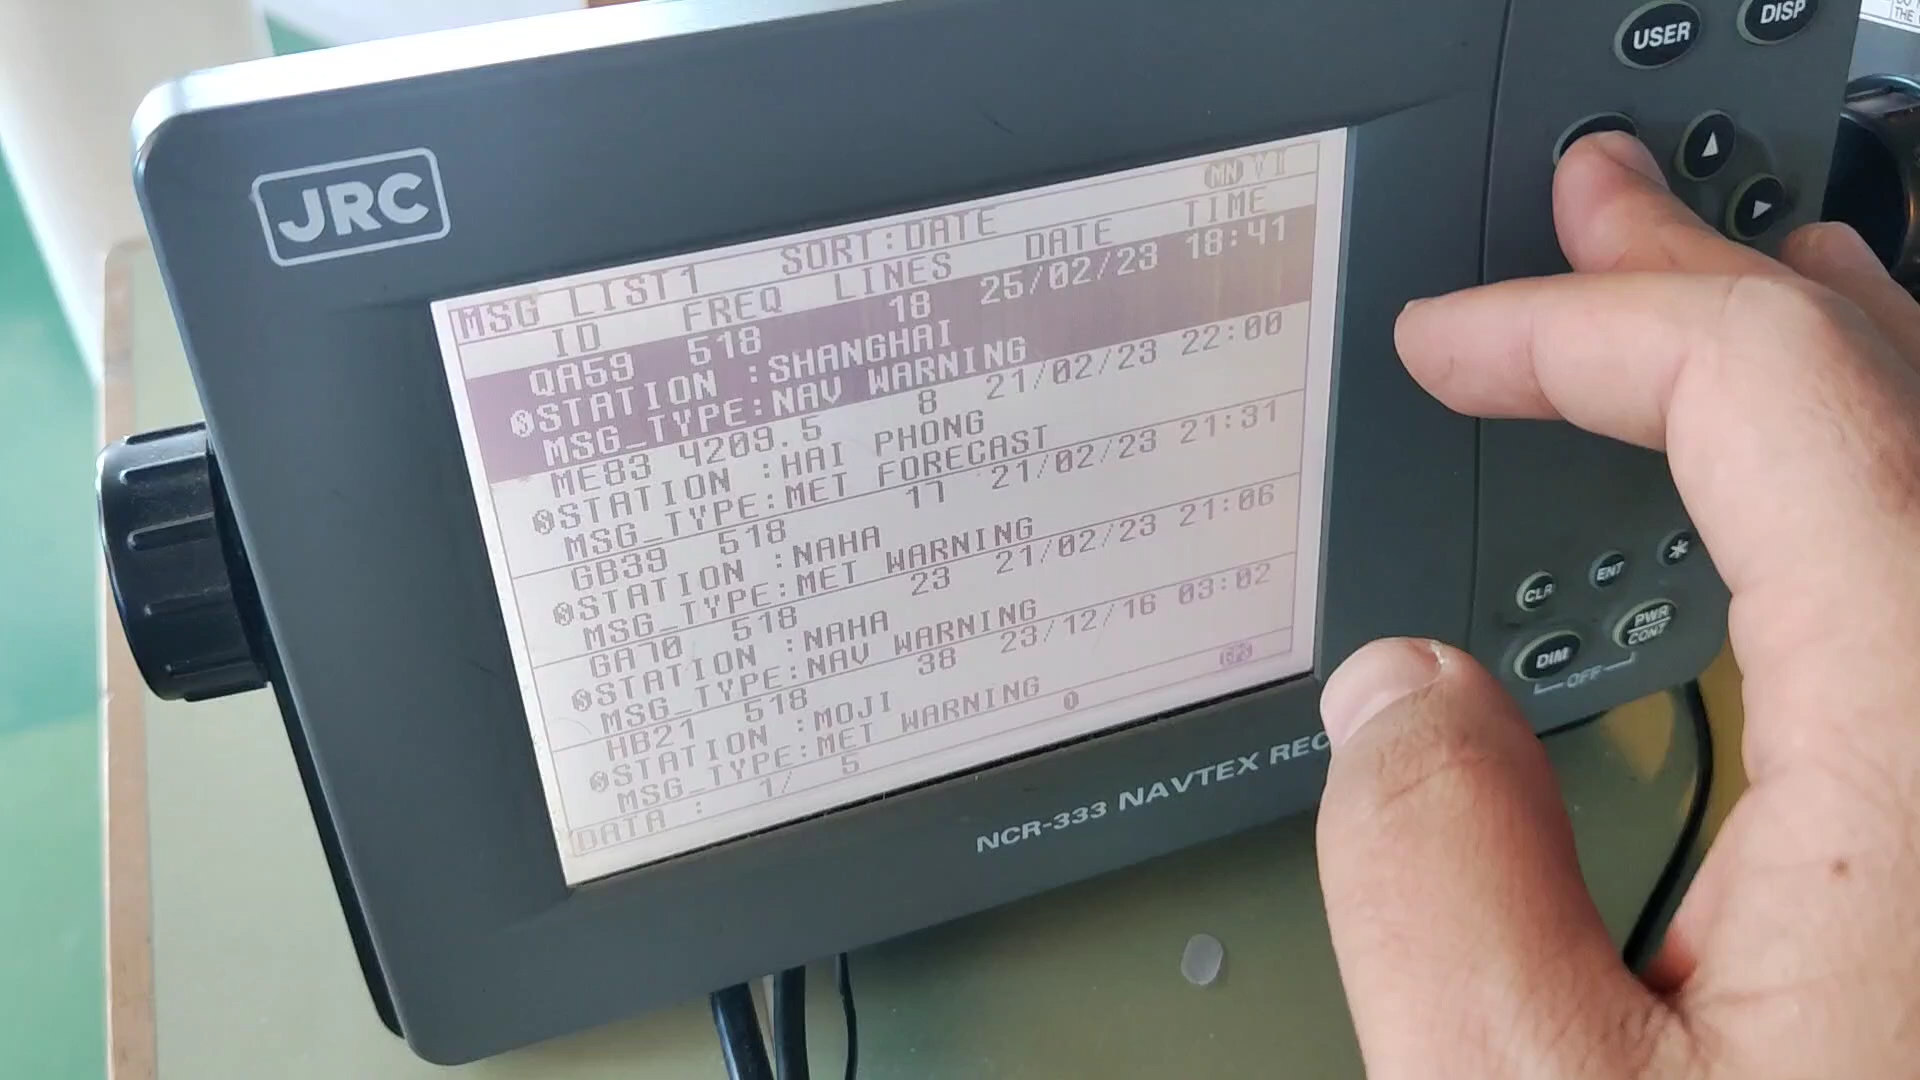 USER
DISP
THE
JRC
MSG LIST1 SORT:DATE MN VI
ID FREQ LINES DATE TIME
QA59 518 18 25/02/23 18:41
STATION :SHANGHAI
MSG_TYPE:NAV WARNING
ME83 4209.5 8 21/02/23 22:00
STATION :HAI PHONG
MSG_TYPE:MET FORECAST
GB39 518 17 21/02/23 21:31
STATION :NAHA
MSG_TYPE:MET WARNING
GA70 518 23 21/02/23 21:06
STATION :NAHA
MSG_TYPE:NAV WARNING
HB21 518 38 23/12/16 03:02
STATION :MOJI
MSG_TYPE:MET WARNING
DATA : 1/ 5 0 GPS
CLR
ENT
*
DIM
PWR
CONT
OFF
NCR-333 NAVTEX REC